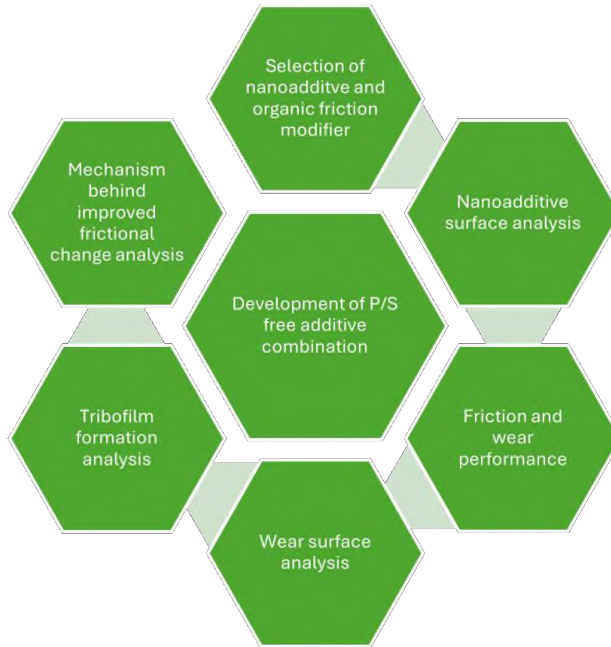 Selection of
nanoadditve and
organic friction
modifier
Nanoadditive
surface analysis
Friction and
wear
performance
Wear surface
analysis
Tribofilm
formation
analysis
Mechanism
behind
improved
frictional
change analysis
Development of P/S
free additive
combination